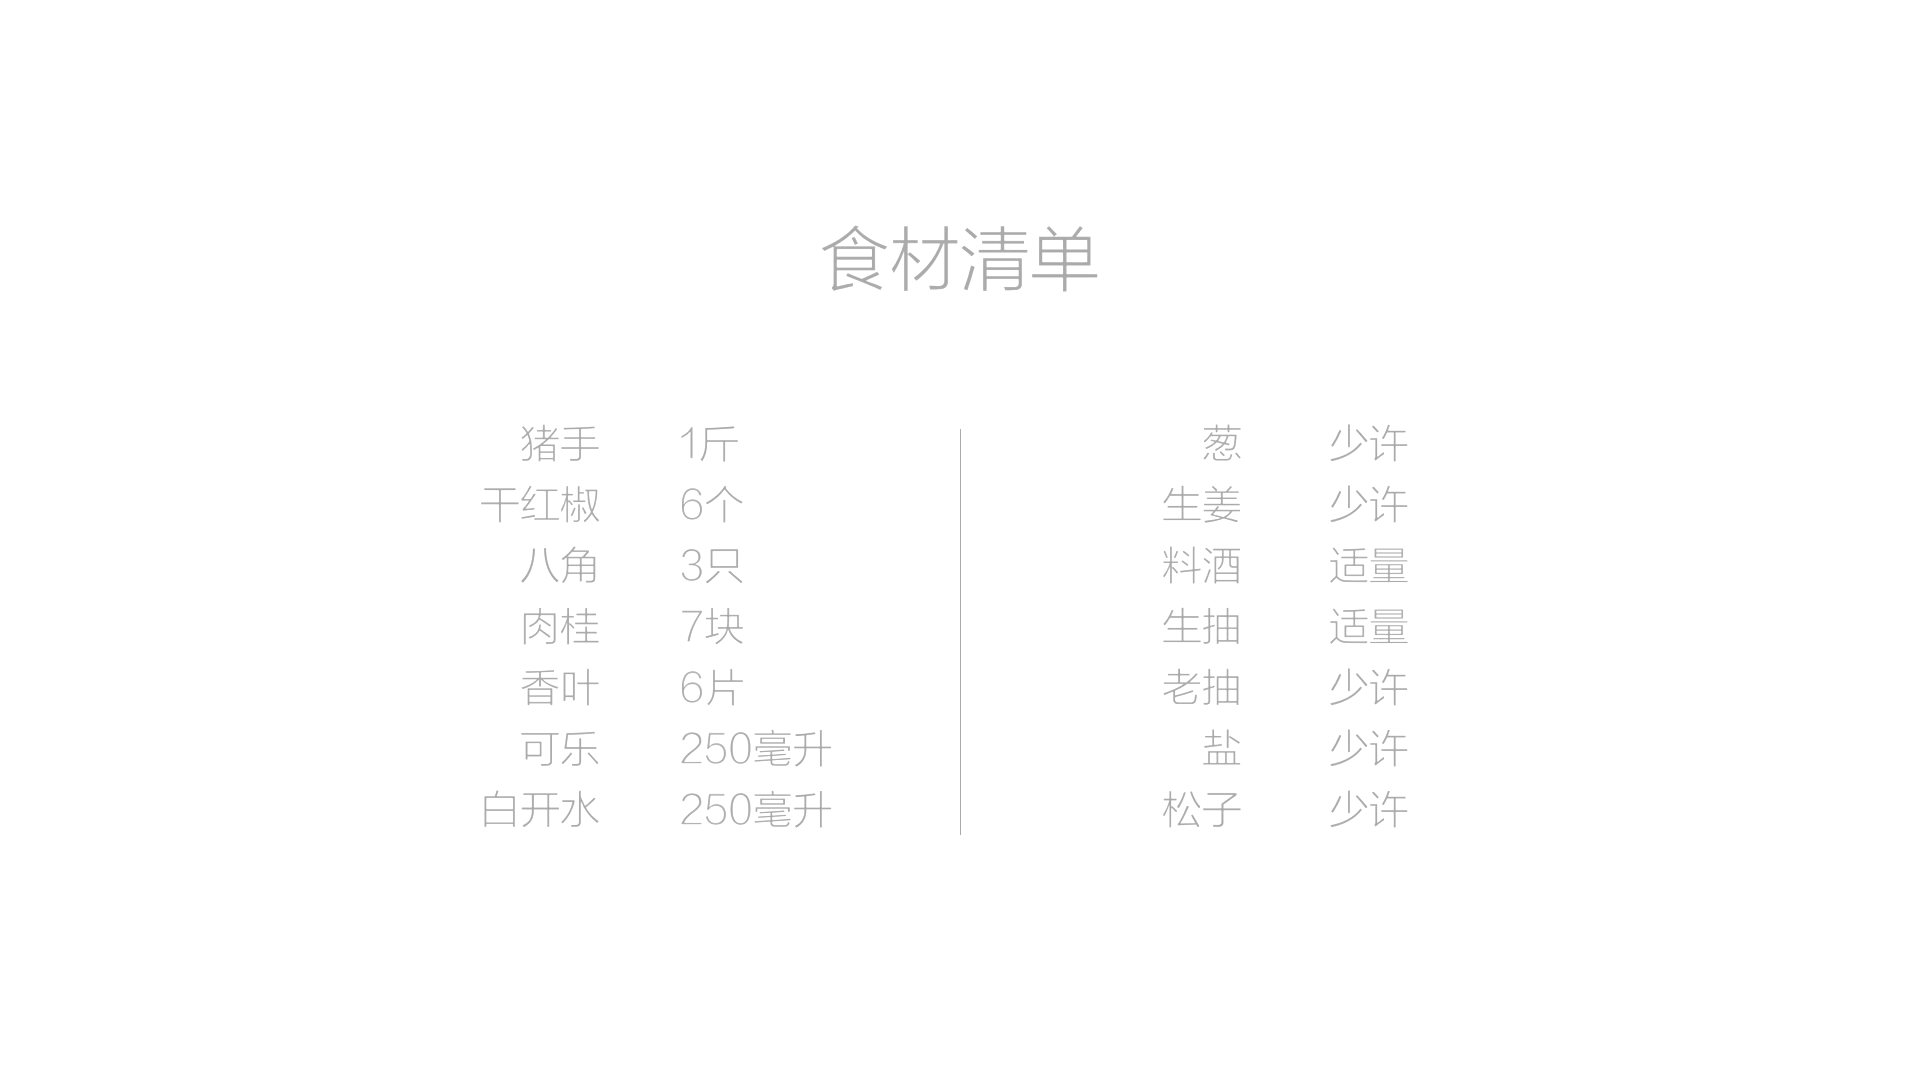 食材清单
猪手 1斤
干红椒 6个
八角 3只
肉桂 7块
香叶 6片
可乐 250毫升
白开水 250毫升
葱 少许
生姜 少许
料酒 适量
生抽 适量
老抽 少许
盐 少许
松子 少许